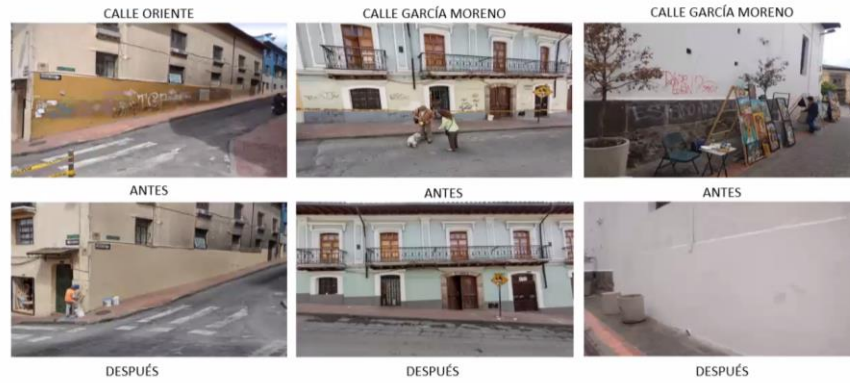 CALLE ORIENTE
CALLE GARCÍA MORENO
CALLE GARCÍA MORENO
ANTES
ANTES
ANTES
DESPUÉS
DESPUÉS
DESPUÉS